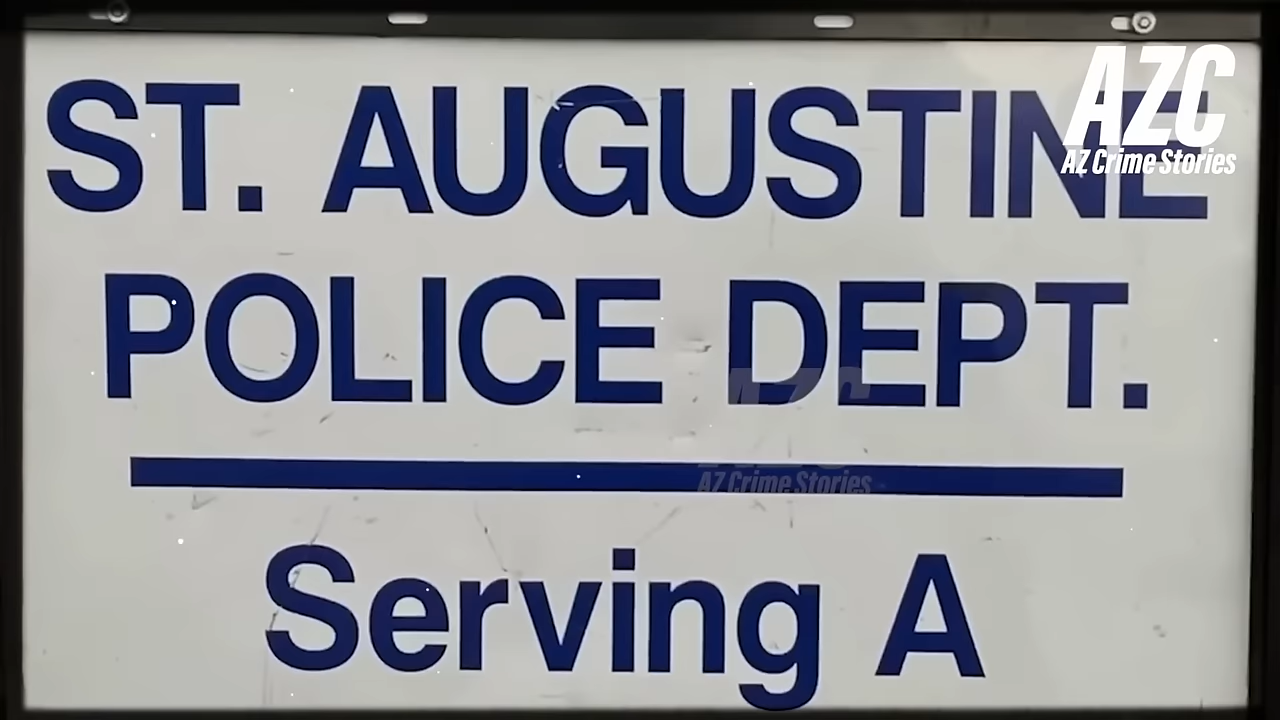 ST. AUGUSTINE
AZC
AZ Crime Stories
POLICE DEPT.
AZC
AZ Crime Stories
Serving A